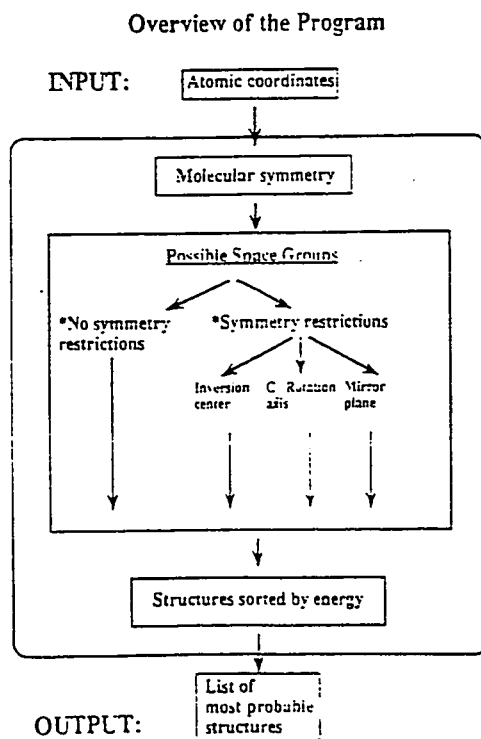 Overview of the Program
INPUT: Atomic coordinates
Molecular symmetry
Possible Space Groups
*No symmetry
restrictions
*Symmetry restrictions
Inversion
center
C Rotation
axis
Mirror
plane
Structures sorted by energy
List of
most probable
structures
OUTPUT: